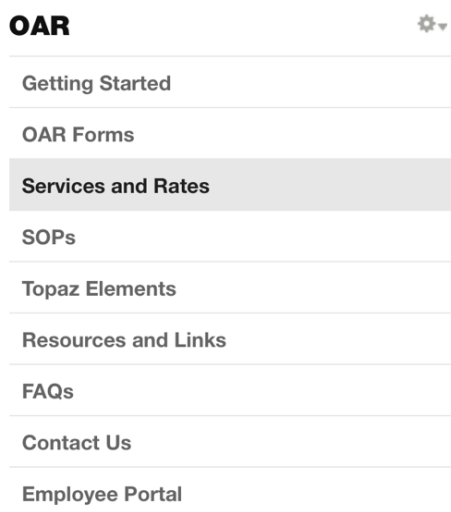 OAR
Getting Started
OAR Forms
Services and Rates
SOPs
Topaz Elements
Resources and Links
FAQs
Contact Us
Employee Portal